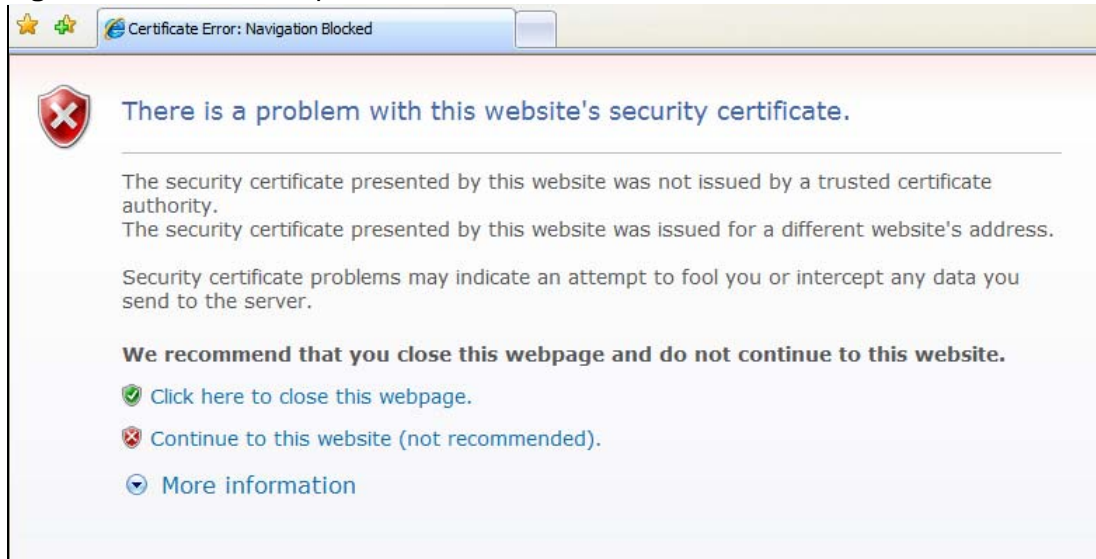 Certificate Error: Navigation Blocked
There is a problem with this website's security certificate.
The security certificate presented by this website was not issued by a trusted certificate
authority.
The security certificate presented by this website was issued for a different website's address.
Security certificate problems may indicate an attempt to fool you or intercept any data you
send to the server.
We recommend that you close this webpage and do not continue to this website.
Click here to close this webpage.
Continue to this website (not recommended).
More information